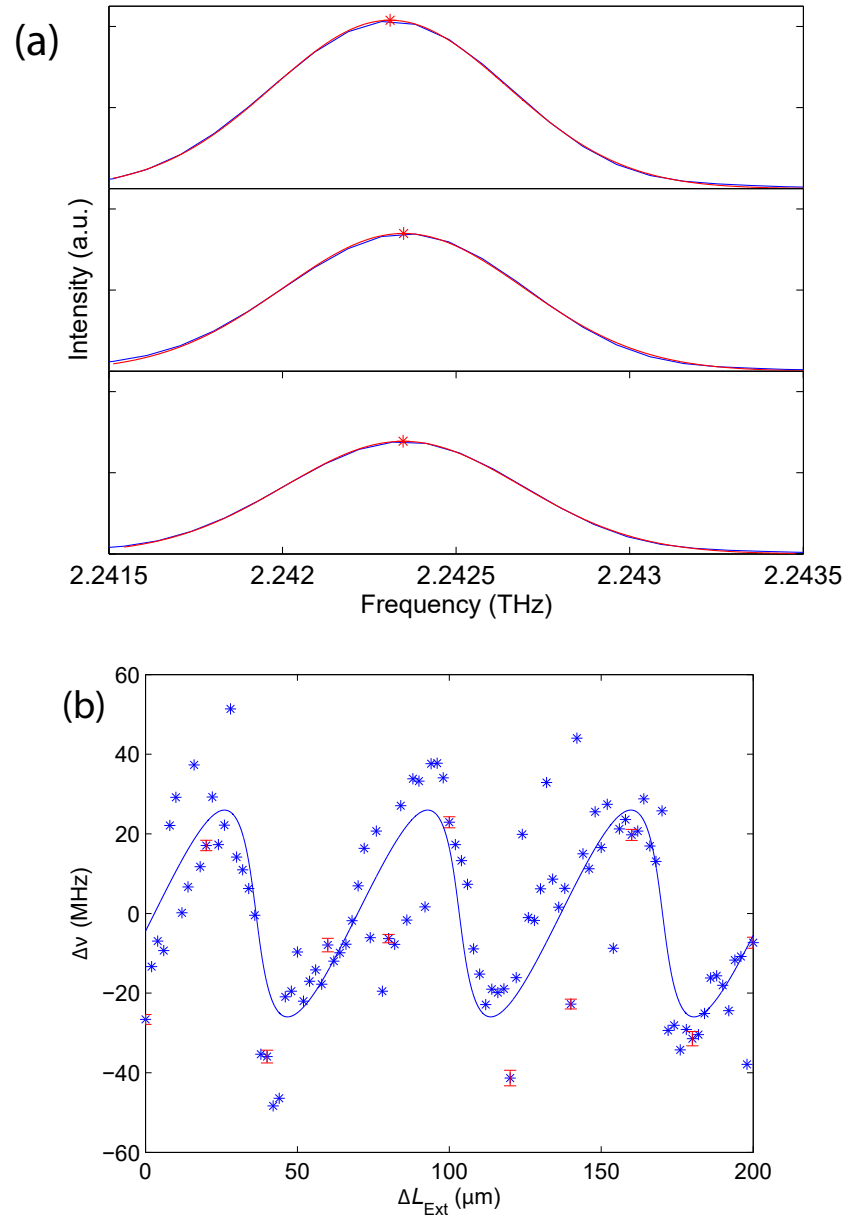 (a)
Intensity (a.u.)
2.2415 2.242 2.2425 2.243 2.2435
Frequency (THz)
(b)
60
40
20
0
−20
−40
−60
Δν (MHz)
0 50 100 150 200
ΔL_Ext (μm)